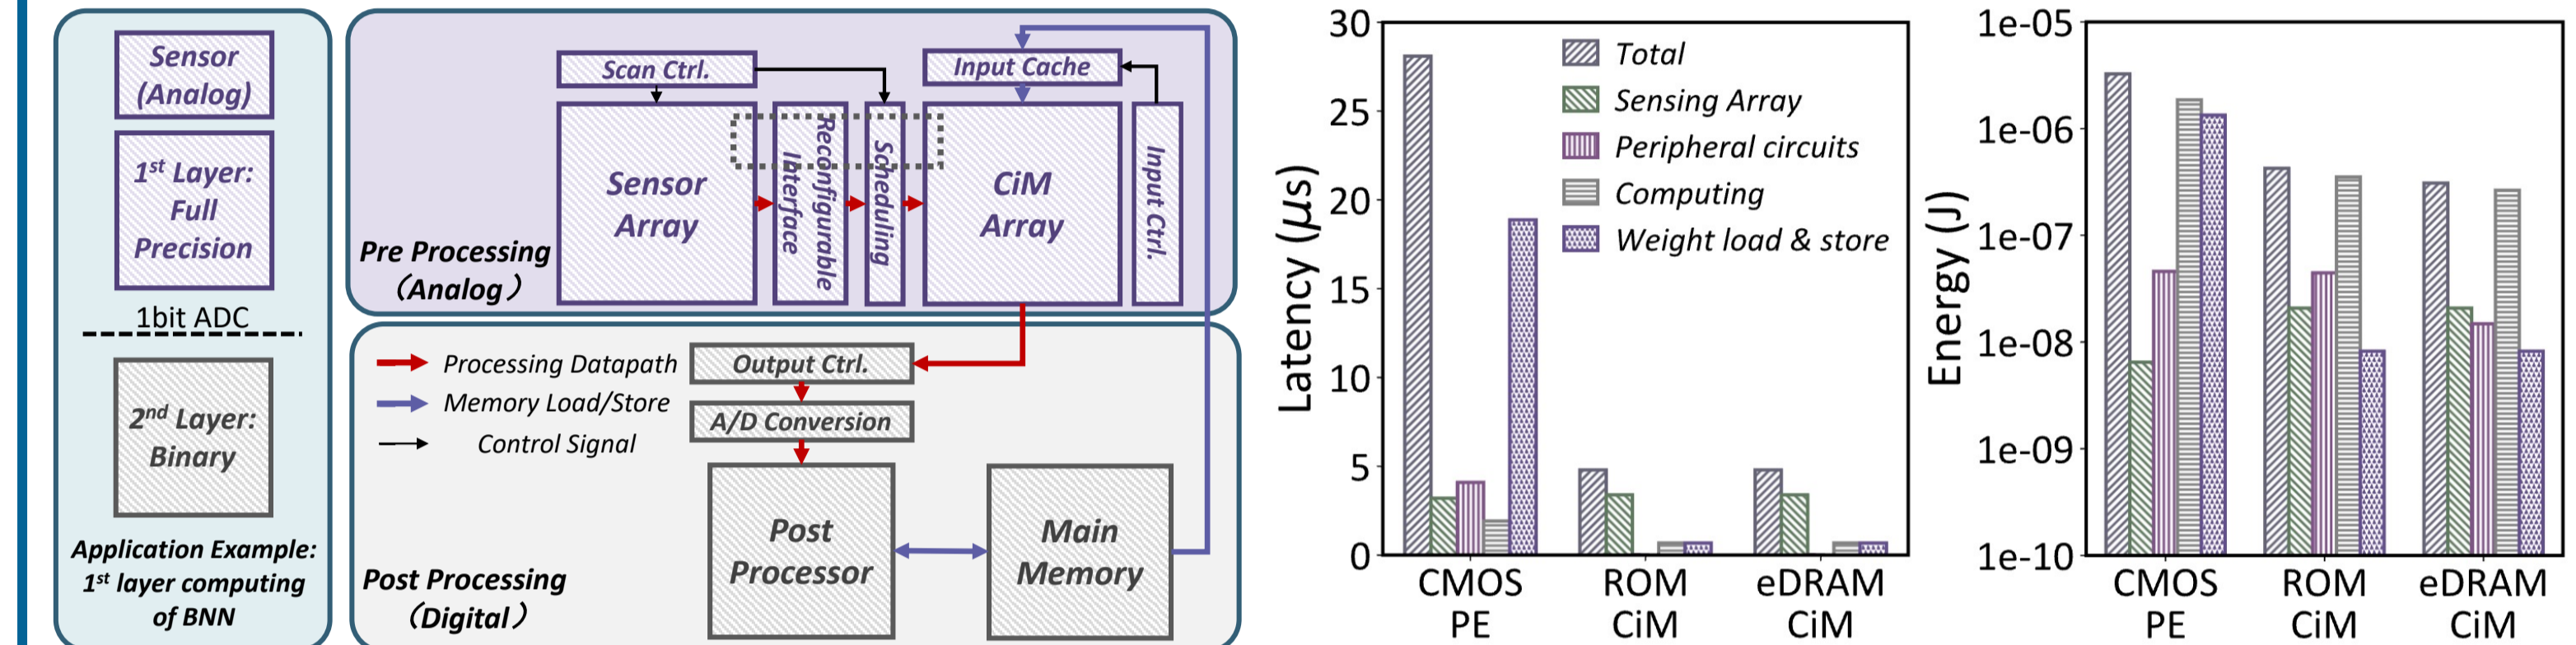 Sensor
(Analog)
1st Layer:
Full
Precision
1bit ADC
2nd Layer:
Binary
Application Example:
1st layer computing
of BNN
Scan Ctrl.
Input Cache
Sensor
Array
Reconfigurable
Interface
Scheduling
CiM
Array
Input Ctrl.
Pre Processing
(Analog)
Processing Datapath
Memory Load/Store
Control Signal
Output Ctrl.
A/D Conversion
Post
Processor
Main
Memory
Post Processing
(Digital)
Latency (μs)
30
25
20
15
10
5
0
Total
Sensing Array
Peripheral circuits
Computing
Weight load & store
CMOS
PE
ROM
CiM
eDRAM
CiM
Energy (J)
1e-05
1e-06
1e-07
1e-08
1e-09
1e-10
CMOS
PE
ROM
CiM
eDRAM
CiM